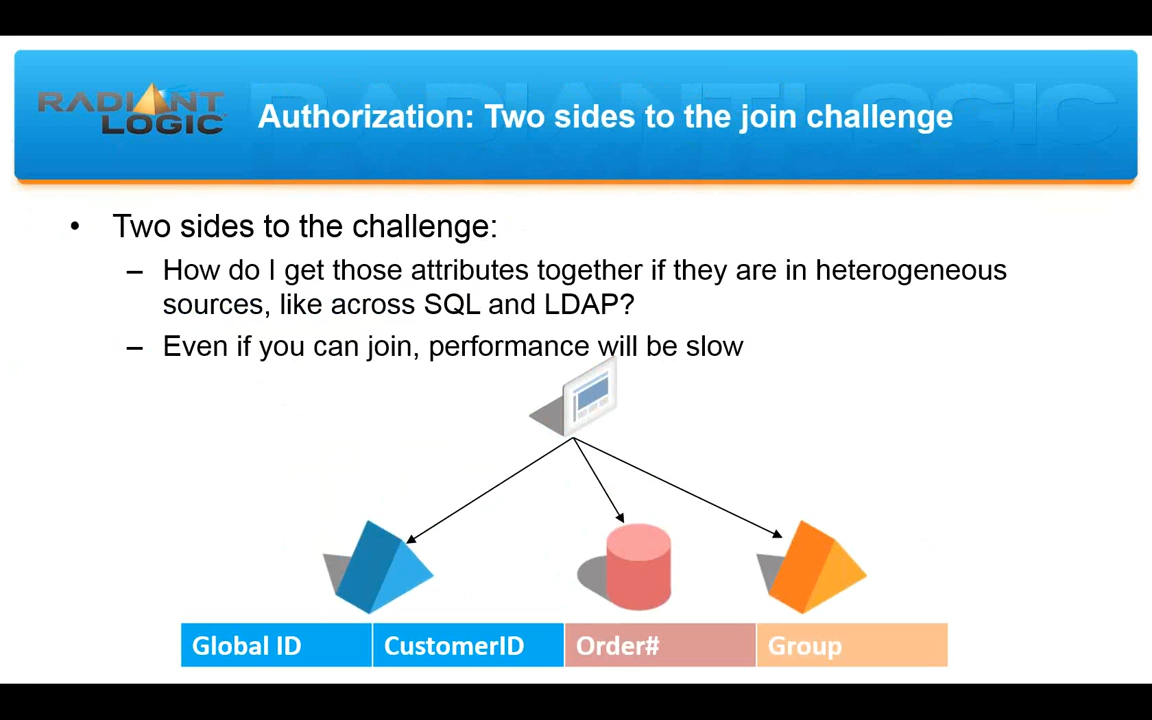 RADIANT
LOGIC
Authorization: Two sides to the join challenge
• Two sides to the challenge:
– How do I get those attributes together if they are in heterogeneous
sources, like across SQL and LDAP?
– Even if you can join, performance will be slow
Global ID CustomerID Order# Group